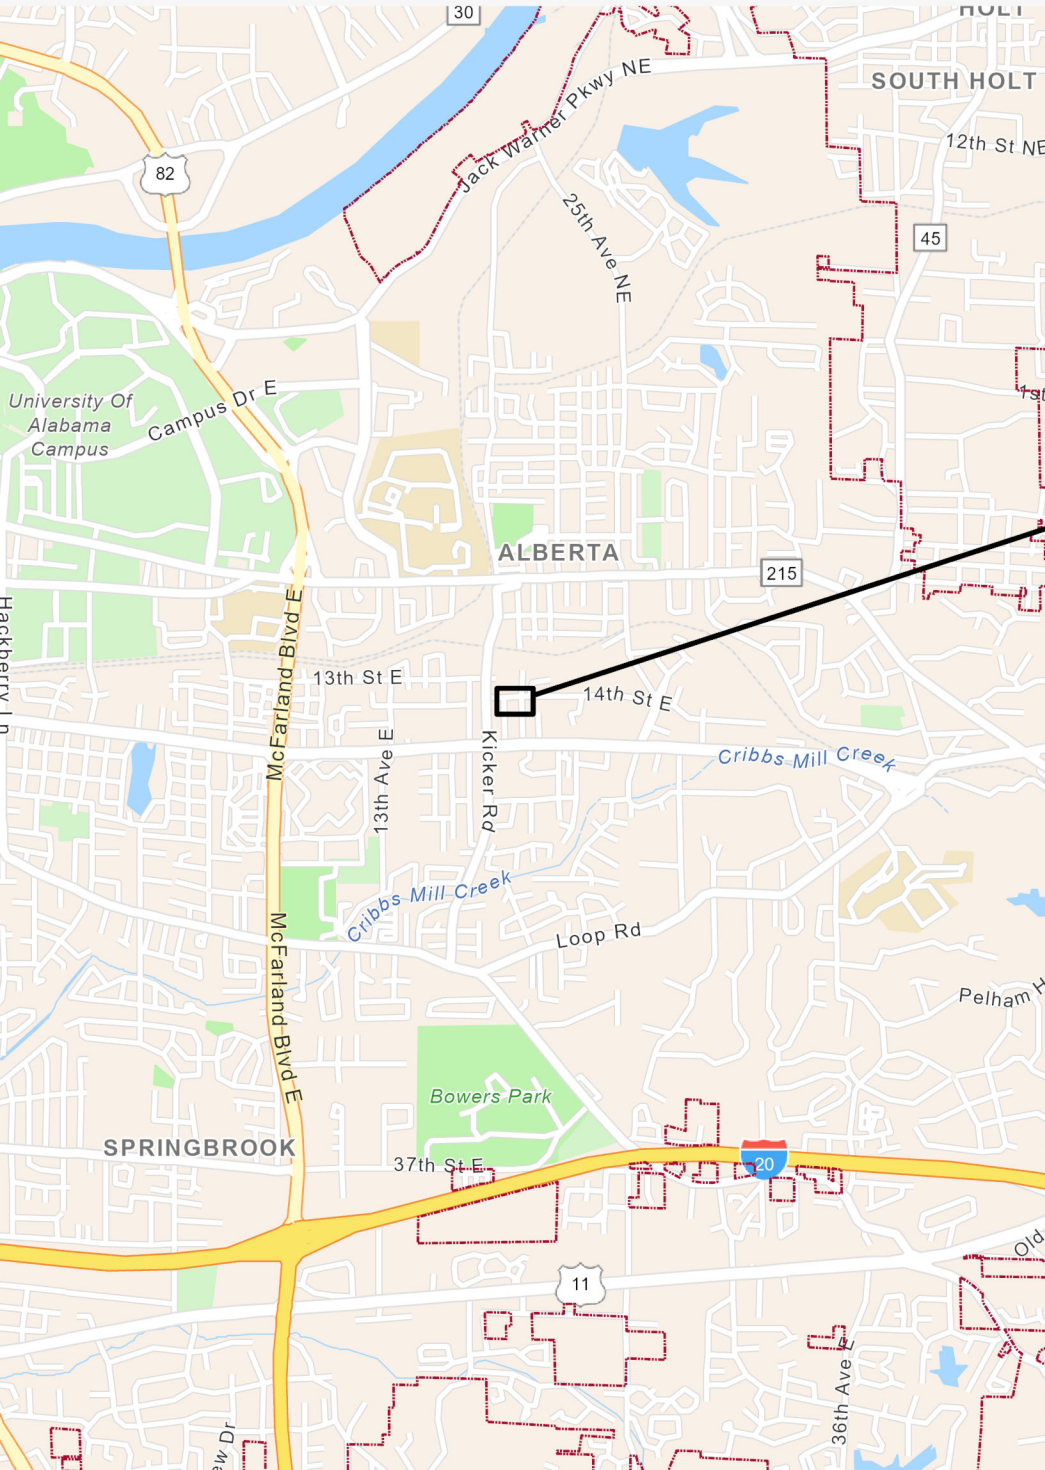 30
HOLT
SOUTH HOLT
Jack Warner Pkwy NE
12th St NE
82
25th Ave NE
45
University Of
Alabama
Campus
Campus Dr E
1st
ALBERTA
215
Hackberry Ln
McFarland Blvd E
13th St E
14th St E
13th Ave E
Kicker Rd
Cribbs Mill Creek
Cribbs Mill Creek
Loop Rd
McFarland Blvd E
Pelham H
Bowers Park
SPRINGBROOK
37th St E
20
Old
11
36th Ave E
ew Dr